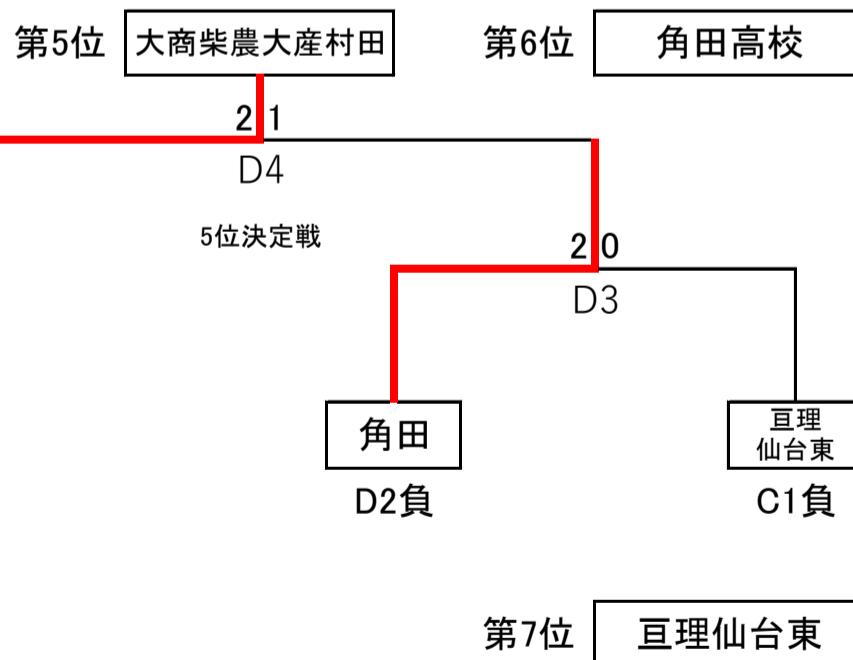 第5位 大商柴農大産村田 第6位 角田高校
2 1
D4
5位決定戦
2 0
D3
角田
亘理
仙台東
D2負 C1負
第7位 亘理仙台東